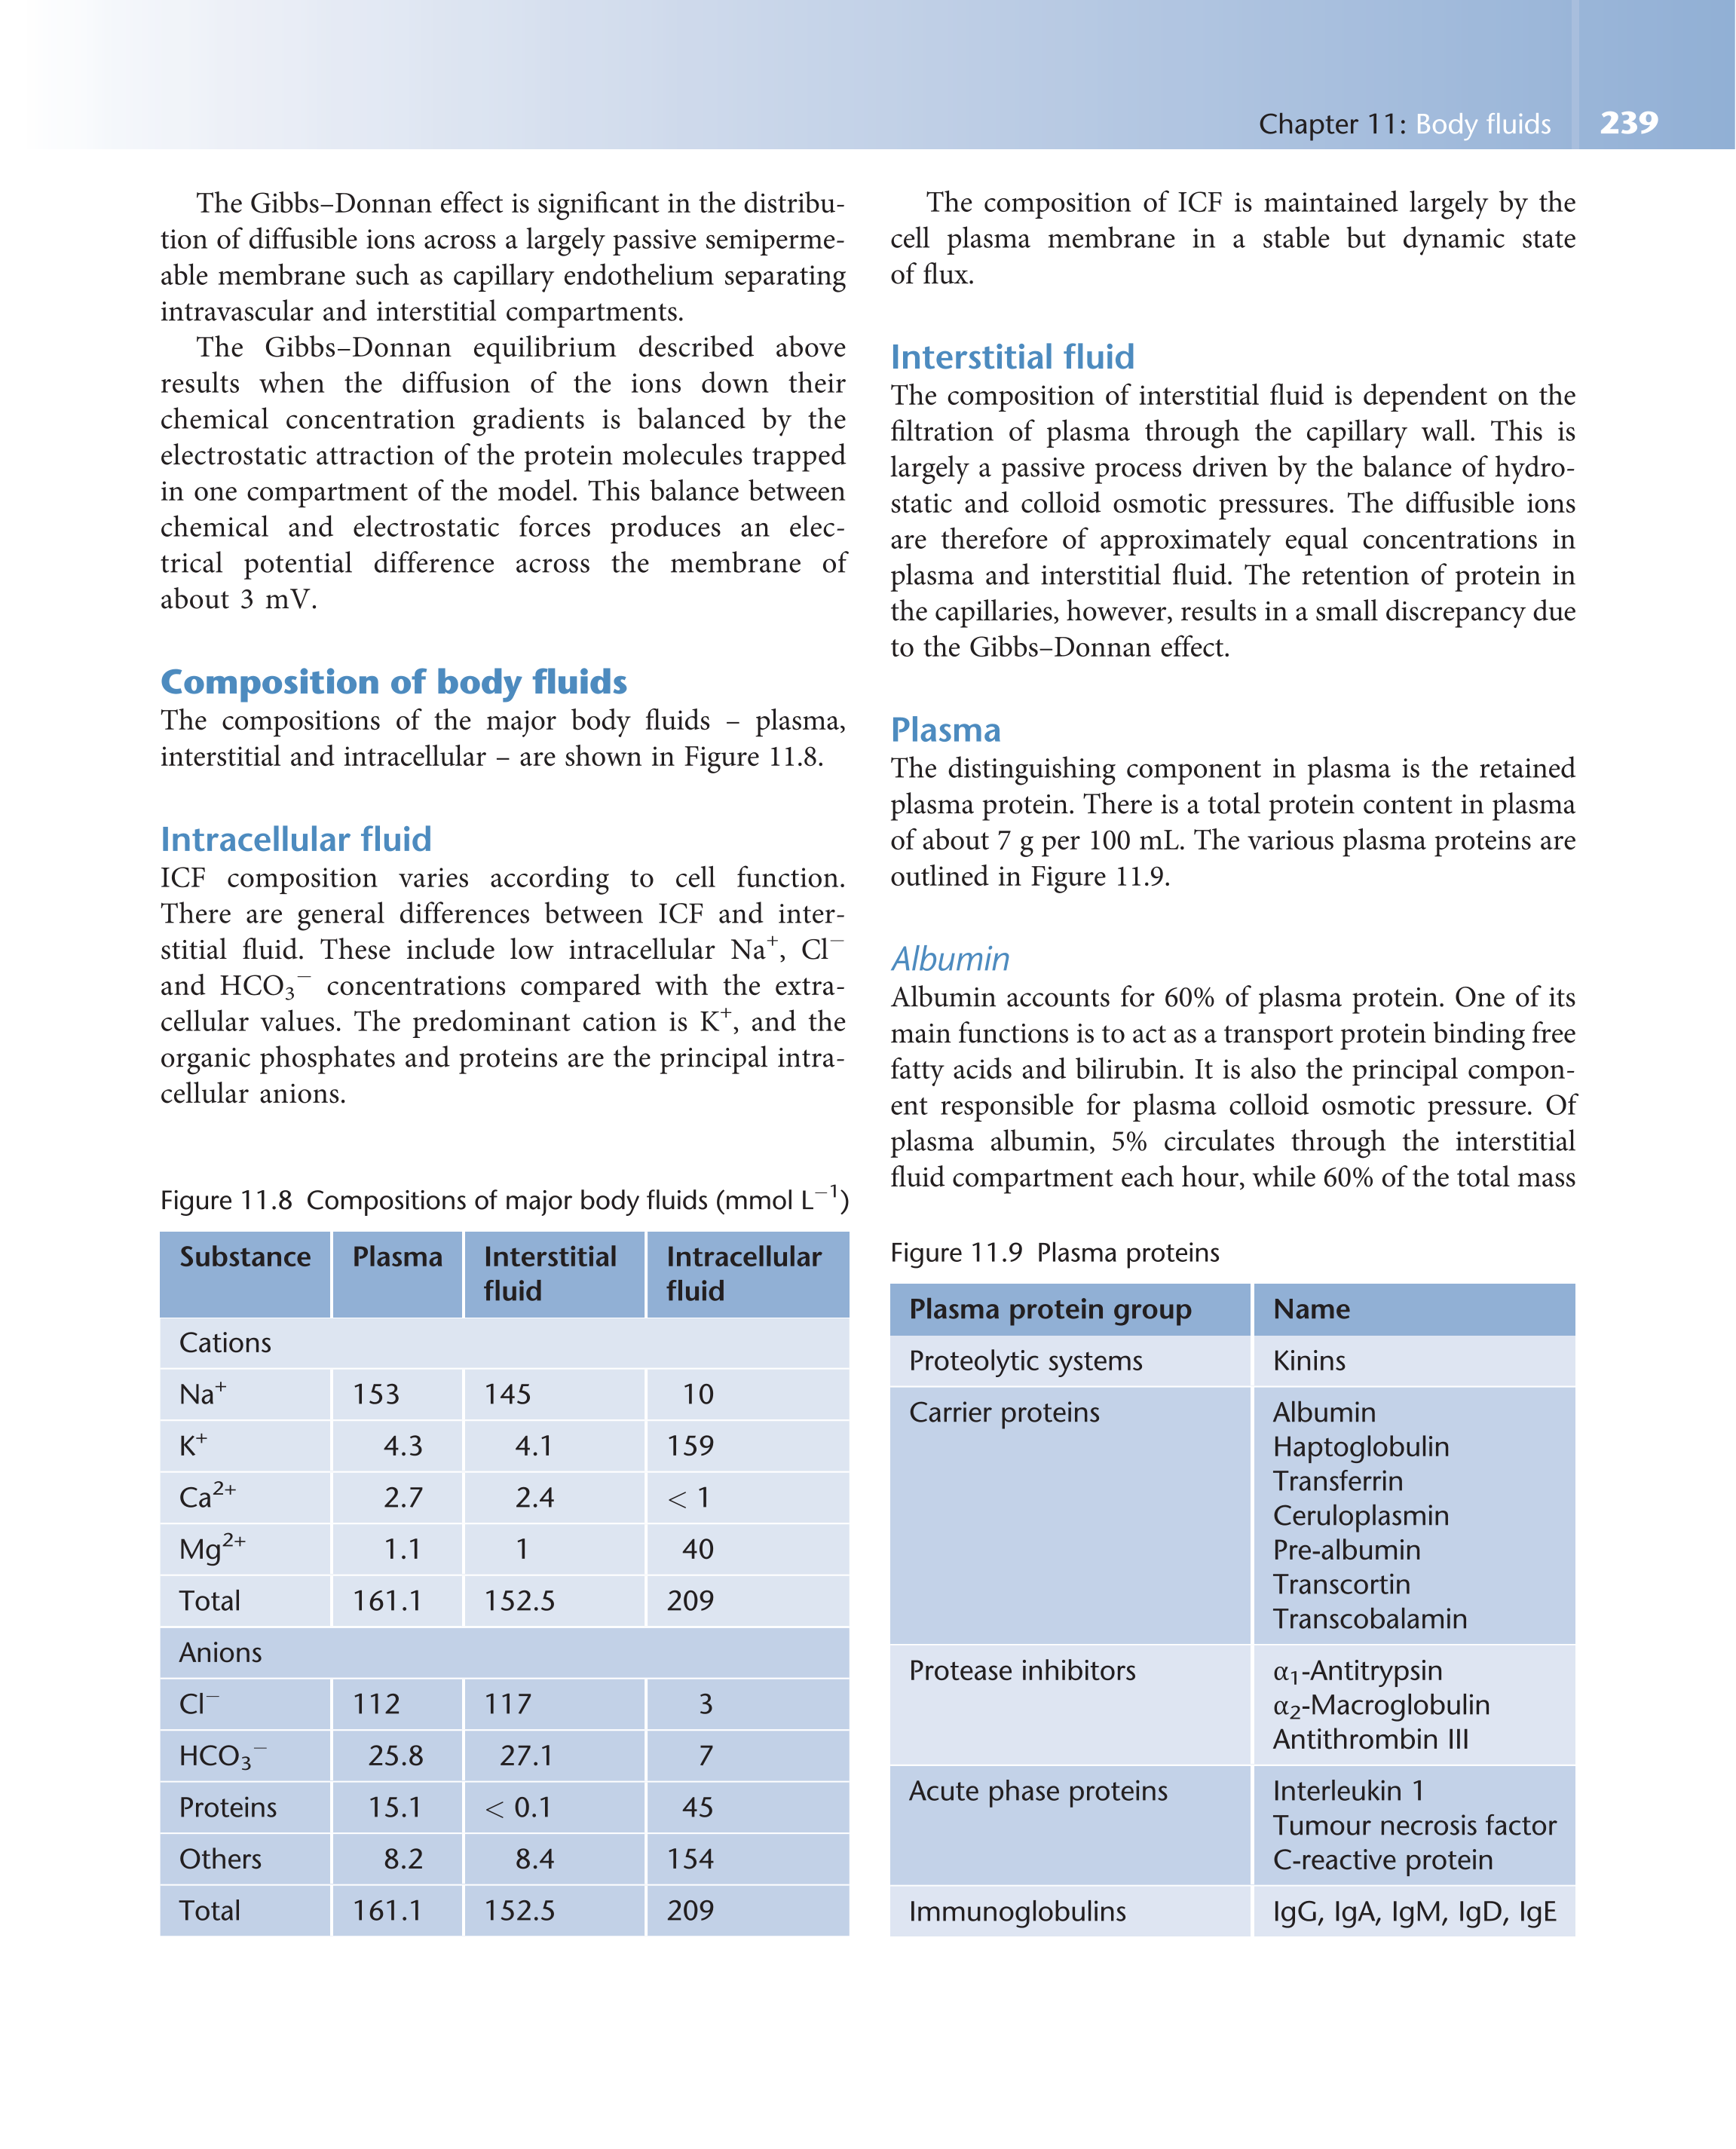 Chapter 11: Body fluids 239
The Gibbs–Donnan effect is significant in the distribu-
tion of diffusible ions across a largely passive semiperme-
able membrane such as capillary endothelium separating
intravascular and interstitial compartments.
The Gibbs–Donnan equilibrium described above
results when the diffusion of the ions down their
chemical concentration gradients is balanced by the
electrostatic attraction of the protein molecules trapped
in one compartment of the model. This balance between
chemical and electrostatic forces produces an elec-
trical potential difference across the membrane of
about 3 mV.
Composition of body fluids
The compositions of the major body fluids – plasma,
interstitial and intracellular – are shown in Figure 11.8.
Intracellular fluid
ICF composition varies according to cell function.
There are general differences between ICF and inter-
stitial fluid. These include low intracellular Na⁺, Cl⁻
and HCO₃⁻ concentrations compared with the extra-
cellular values. The predominant cation is K⁺, and the
organic phosphates and proteins are the principal intra-
cellular anions.
Figure 11.8 Compositions of major body fluids (mmol L⁻¹)
Substance Plasma Interstitial fluid Intracellular fluid
Cations
Na⁺ 153 145 10
K⁺ 4.3 4.1 159
Ca²⁺ 2.7 2.4 < 1
Mg²⁺ 1.1 1 40
Total 161.1 152.5 209
Anions
Cl⁻ 112 117 3
HCO₃⁻ 25.8 27.1 7
Proteins 15.1 < 0.1 45
Others 8.2 8.4 154
Total 161.1 152.5 209
The composition of ICF is maintained largely by the
cell plasma membrane in a stable but dynamic state
of flux.
Interstitial fluid
The composition of interstitial fluid is dependent on the
filtration of plasma through the capillary wall. This is
largely a passive process driven by the balance of hydro-
static and colloid osmotic pressures. The diffusible ions
are therefore of approximately equal concentrations in
plasma and interstitial fluid. The retention of protein in
the capillaries, however, results in a small discrepancy due
to the Gibbs–Donnan effect.
Plasma
The distinguishing component in plasma is the retained
plasma protein. There is a total protein content in plasma
of about 7 g per 100 mL. The various plasma proteins are
outlined in Figure 11.9.
Albumin
Albumin accounts for 60% of plasma protein. One of its
main functions is to act as a transport protein binding free
fatty acids and bilirubin. It is also the principal compon-
ent responsible for plasma colloid osmotic pressure. Of
plasma albumin, 5% circulates through the interstitial
fluid compartment each hour, while 60% of the total mass
Figure 11.9 Plasma proteins
Plasma protein group Name
Proteolytic systems Kinins
Carrier proteins Albumin
Haptoglobulin
Transferrin
Ceruloplasmin
Pre-albumin
Transcortin
Transcobalamin
Protease inhibitors α₁-Antitrypsin
α₂-Macroglobulin
Antithrombin III
Acute phase proteins Interleukin 1
Tumour necrosis factor
C-reactive protein
Immunoglobulins IgG, IgA, IgM, IgD, IgE